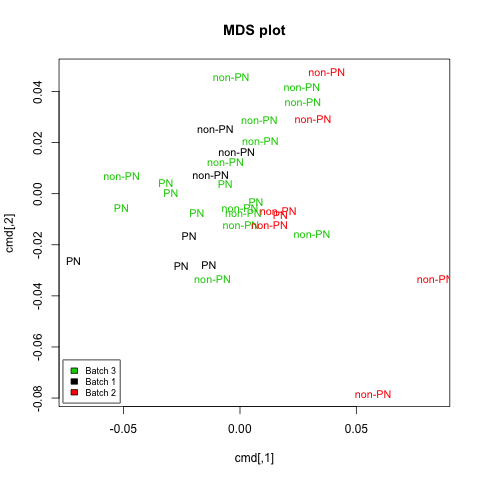 MDS plot
non-PN
non-PN
non-PN
0.04
non-PN
non-PN non-PN
non-PN
non-PN
0.02
non-PN
non-PN
non-PN non-PN
PN PN
PN
0.00
PN
PN non-PN
non-PN
PN non-PN PN
cmd[,2]
non-PN non-PN
non-PN
PN
-0.02
PN
PN PN
non-PN
non-PN
-0.04
-0.06
Batch 3
Batch 1
Batch 2
non-PN
-0.08
-0.05 0.00 0.05
cmd[,1]